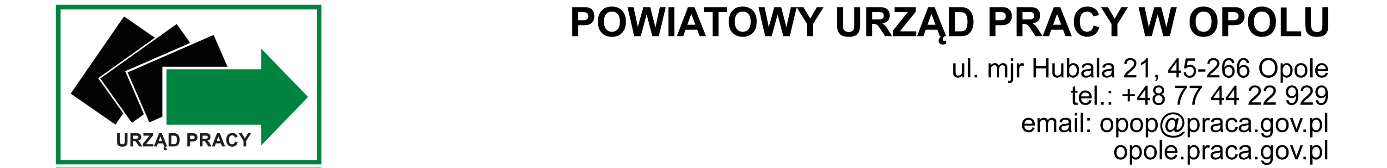 URZĄD PRACY
POWIATOWY URZĄD PRACY W OPOLU
ul. mjr Hubala 21, 45-266 Opole
tel.: +48 77 44 22 929
email: opop@praca.gov.pl
opole.praca.gov.pl